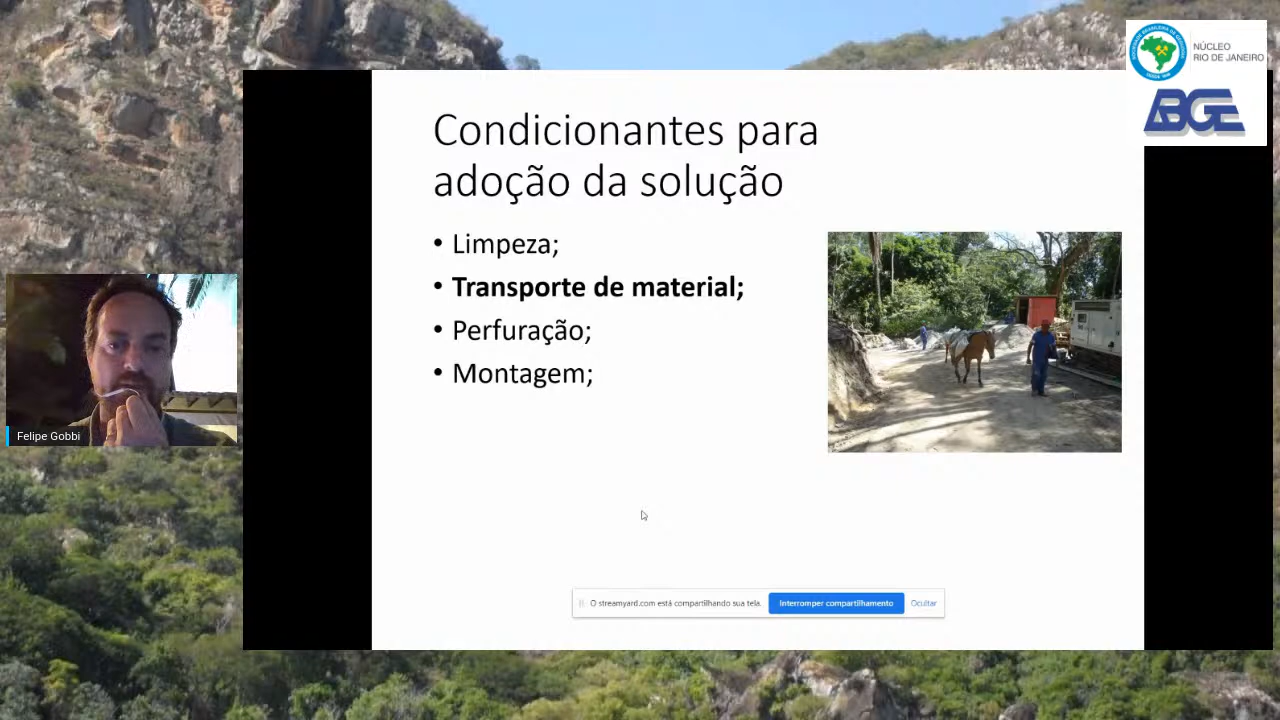 NÚCLEO
RIO DE JANEIRO
ABGE
Condicionantes para
adoção da solução
• Limpeza;
• Transporte de material;
• Perfuração;
• Montagem;
Felipe Gobbi
O streamyard.com está compartilhando sua tela.
Interromper compartilhamento
Ocultar